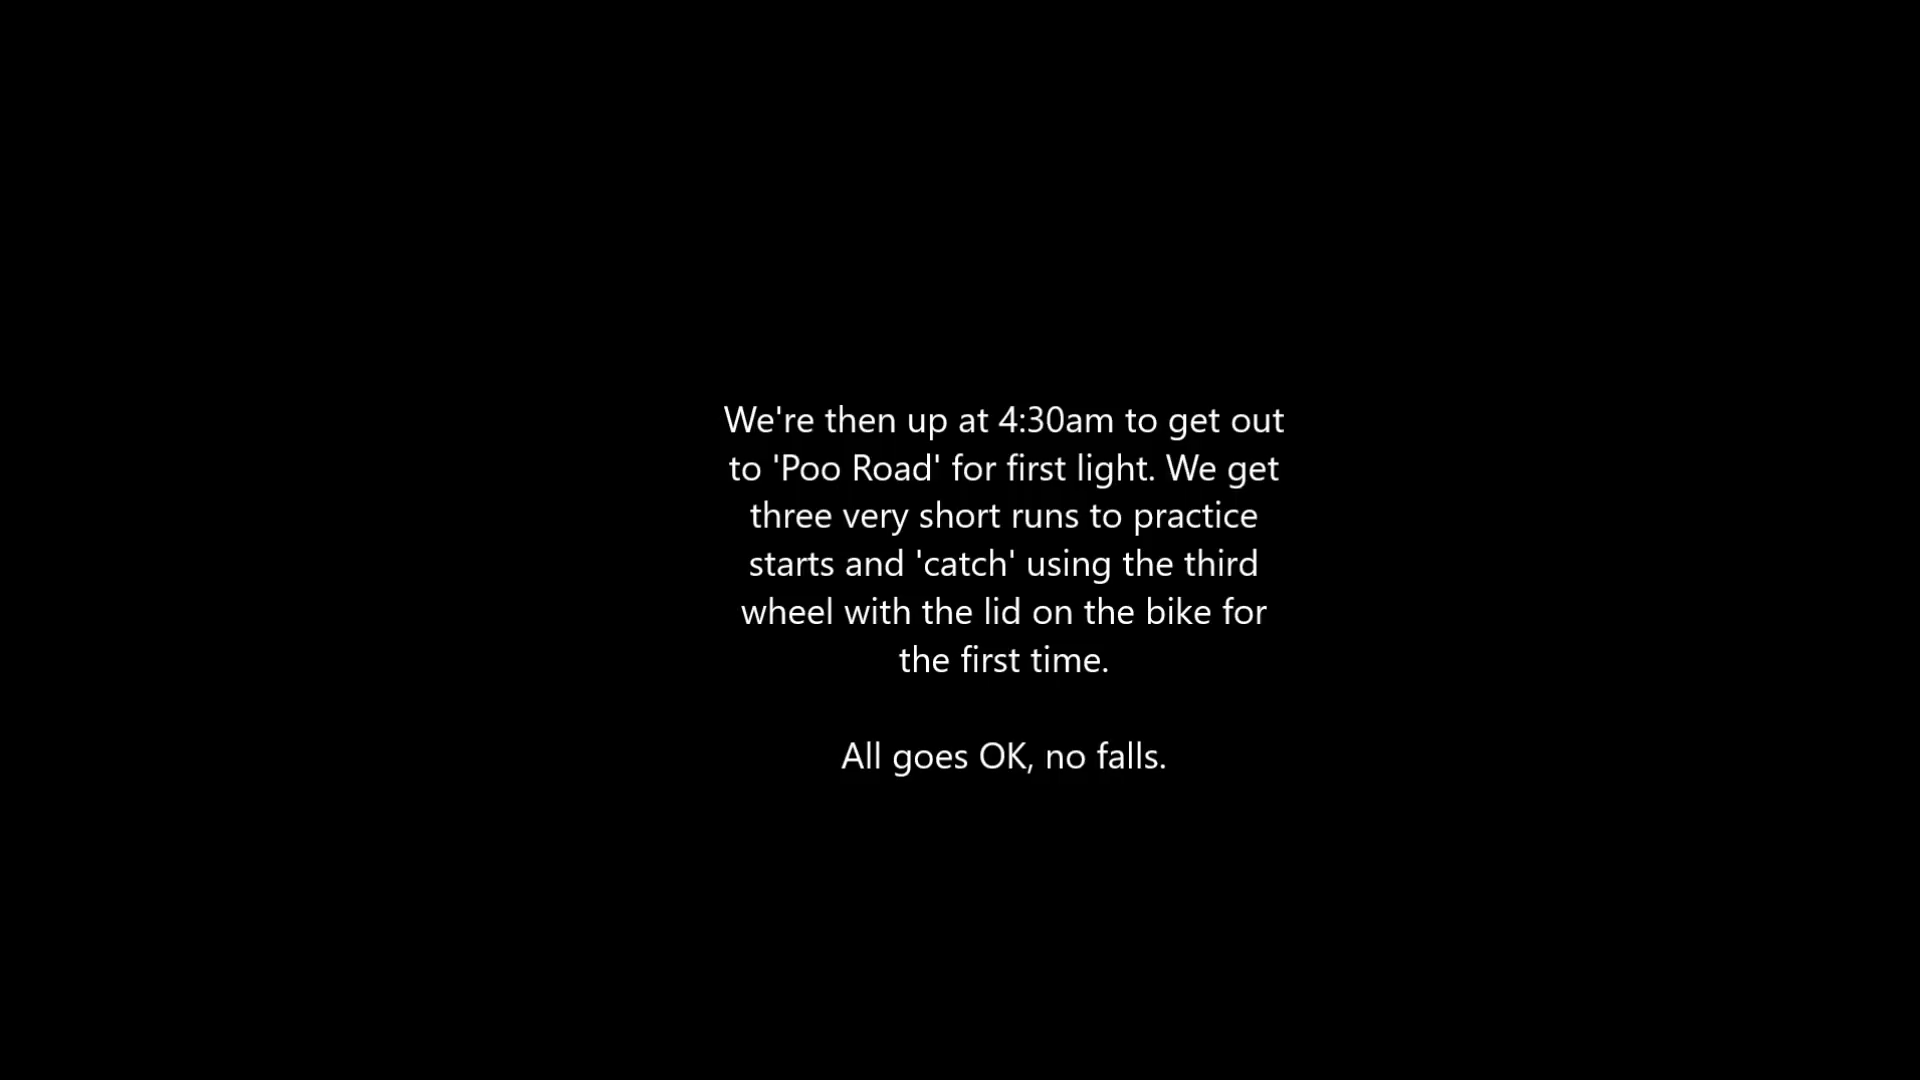 We're then up at 4:30am to get out
to 'Poo Road' for first light. We get
three very short runs to practice
starts and 'catch' using the third
wheel with the lid on the bike for
the first time.
All goes OK, no falls.